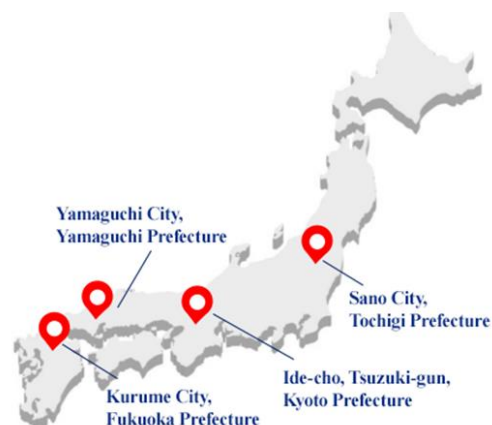 Yamaguchi City,
Yamaguchi Prefecture
Sano City,
Tochigi Prefecture
Ide-cho, Tsuzuki-gun,
Kyoto Prefecture
Kurume City,
Fukuoka Prefecture